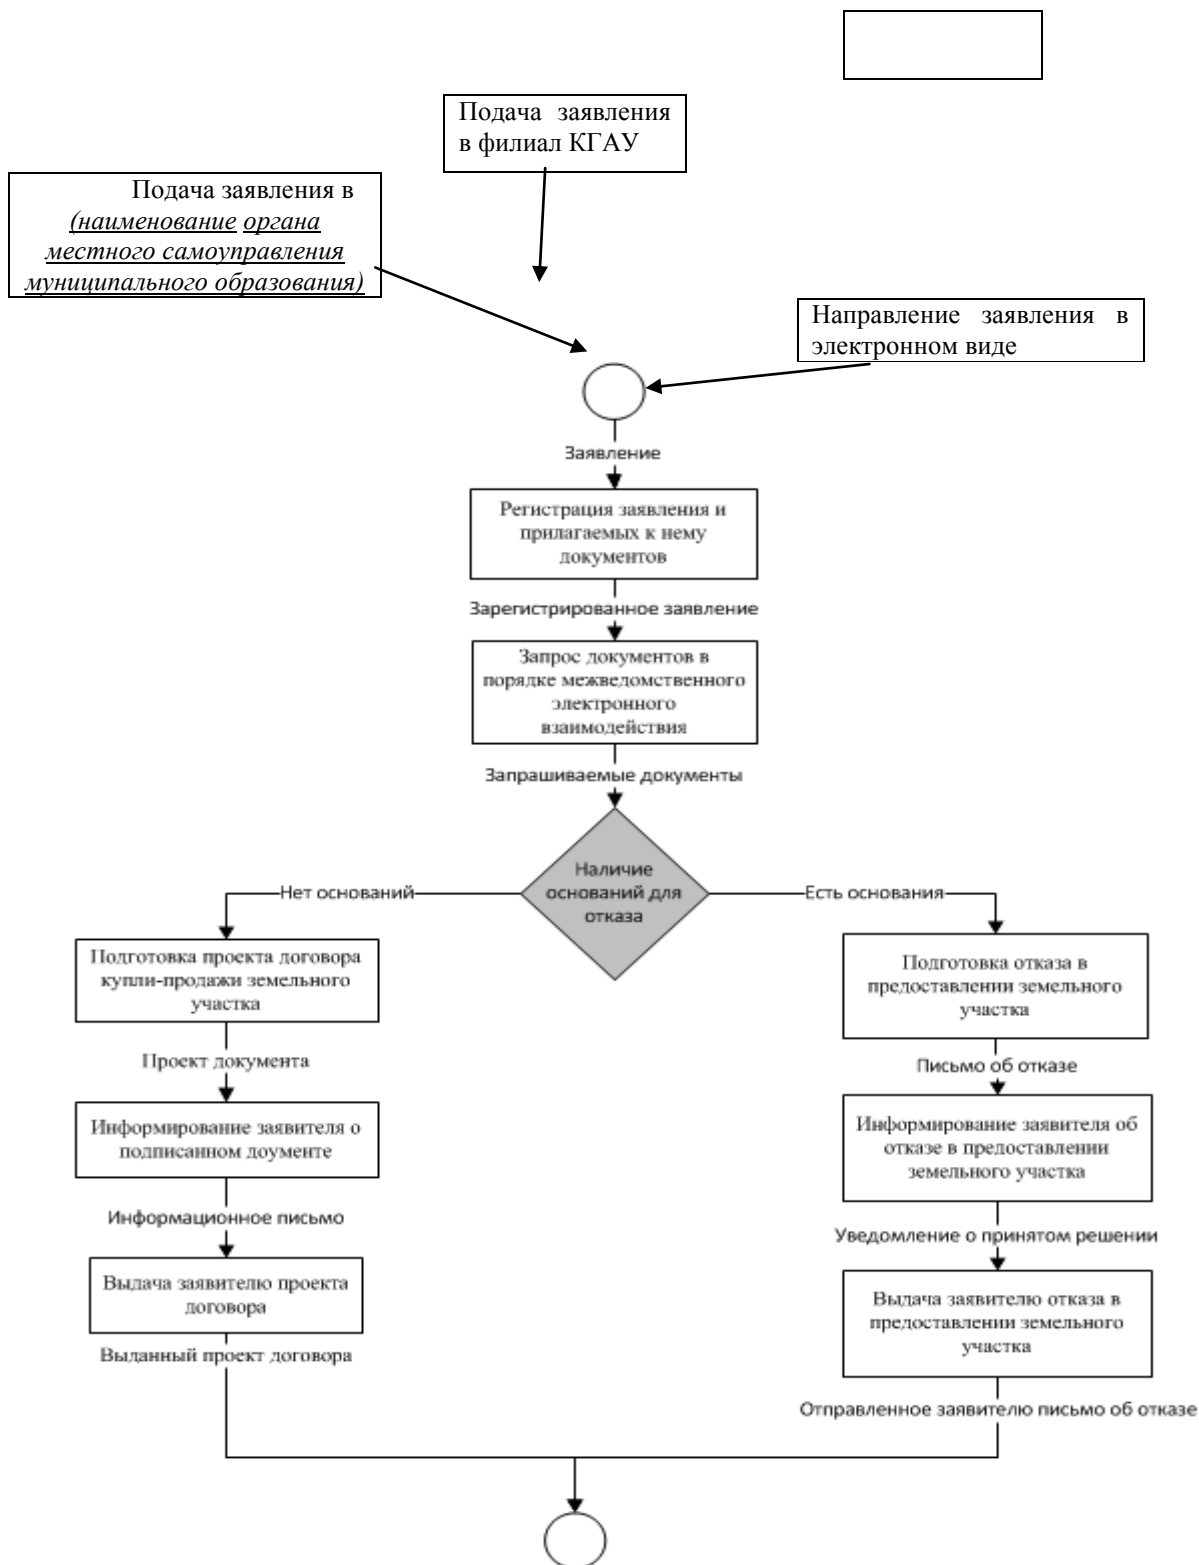 Подача заявления
в филиал КГАУ
Подача заявления в
(наименование органа
местного самоуправления
муниципального образования)
Направление заявления в
электронном виде
Заявление
Регистрация заявления и
прилагаемых к нему
документов
Зарегистрированное заявление
Запрос документов в
порядке межведомственного
электронного
взаимодействия
Запрашиваемые документы
Наличие
оснований для
отказа
Нет оснований
Есть основания
Подготовка проекта договора
купли-продажи земельного
участка
Проект документа
Информирование заявителя о
подписанном доументе
Информационное письмо
Выдача заявителю проекта
договора
Выданный проект договора
Подготовка отказа в
предоставлении земельного
участка
Письмо об отказе
Информирование заявителя об
отказе в предоставлении
земельного участка
Уведомление о принятом решении
Выдача заявителю отказа в
предоставлении земельного
участка
Отправленное заявителю письмо об отказе